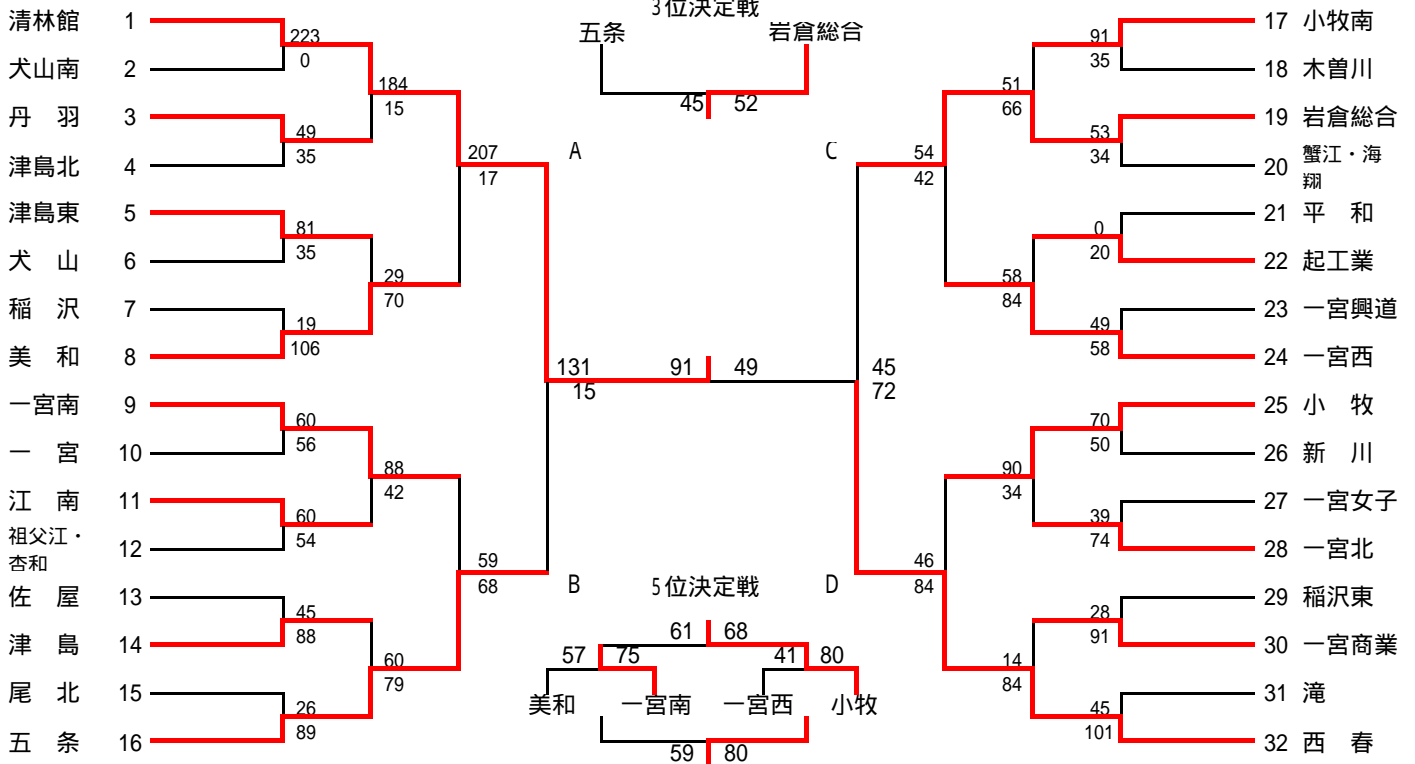 3位決定戦
五条 岩倉総合
45 52
清林館 1
223
0
犬山南 2
184
15
丹 羽 3
49
35
津島北 4
207
17
A
津島東 5
81
35
犬 山 6
29
70
稲 沢 7
19
106
美 和 8
131
15
91 49
一宮南 9
60
56
一 宮 10
88
42
江 南 11
60
54
祖父江・
杏和
12
59
68
B
佐 屋 13
45
88
津 島 14
60
79
尾 北 15
26
89
五 条 16
5位決定戦
61 68
57 75
41 80
美和 一宮南 一宮西 小牧
59 80
17 小牧南
91
35
18 木曽川
51
66
19 岩倉総合
53
34
20 蟹江・海
翔
C
54
42
21 平 和
0
20
22 起工業
58
84
23 一宮興道
49
58
24 一宮西
45
72
25 小 牧
70
50
26 新 川
90
34
27 一宮女子
39
74
28 一宮北
D
46
84
29 稲沢東
28
91
30 一宮商業
14
84
31 滝
45
101
32 西 春